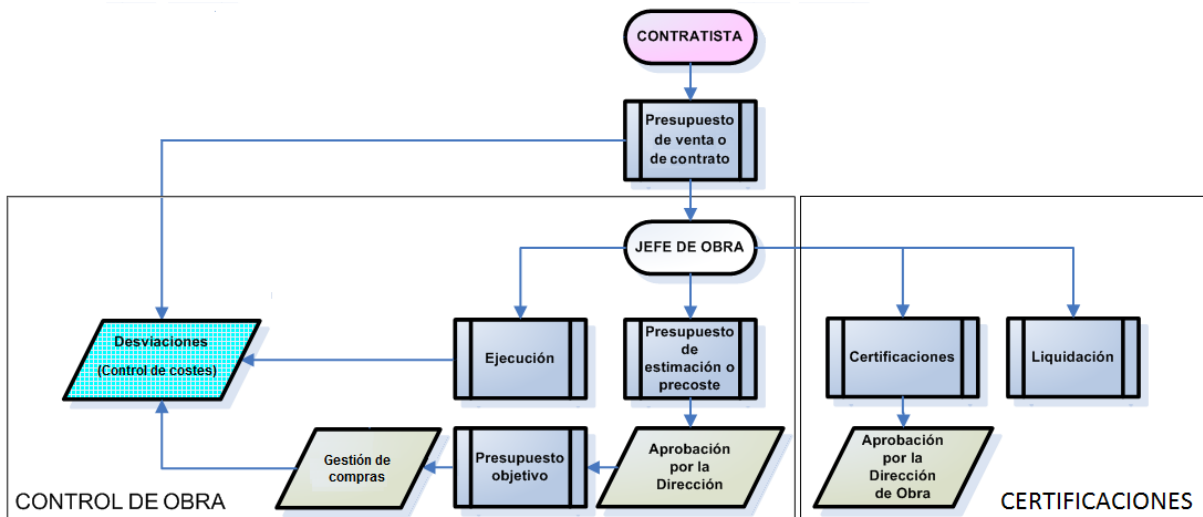 CONTRATISTA
Presupuesto
de venta o
de contrato
JEFE DE OBRA
Desviaciones
(Control de costes)
Ejecución
Presupuesto
de
estimación o
precoste
Certificaciones
Liquidación
Gestión de
compras
Presupuesto
objetivo
Aprobación
por la
Dirección
Aprobación
por la
Dirección
de Obra
CONTROL DE OBRA
CERTIFICACIONES